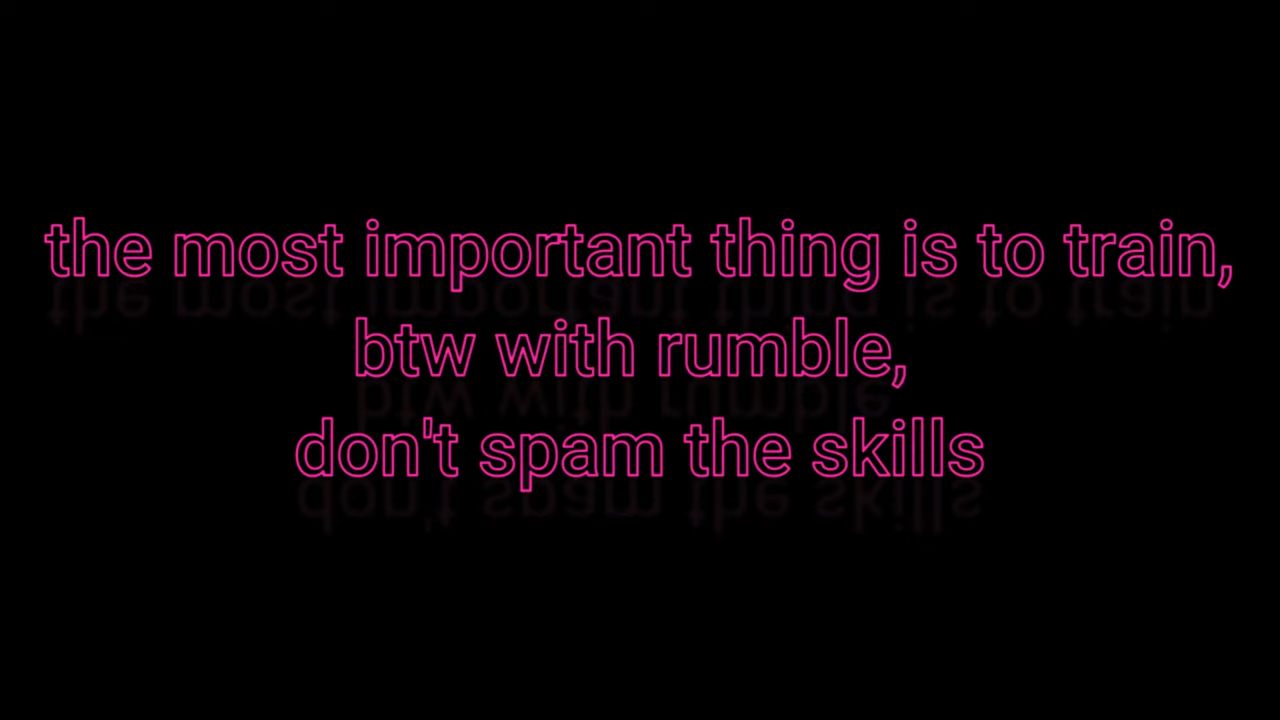 the most important thing is to train,
btw with rumble,
don't spam the skills